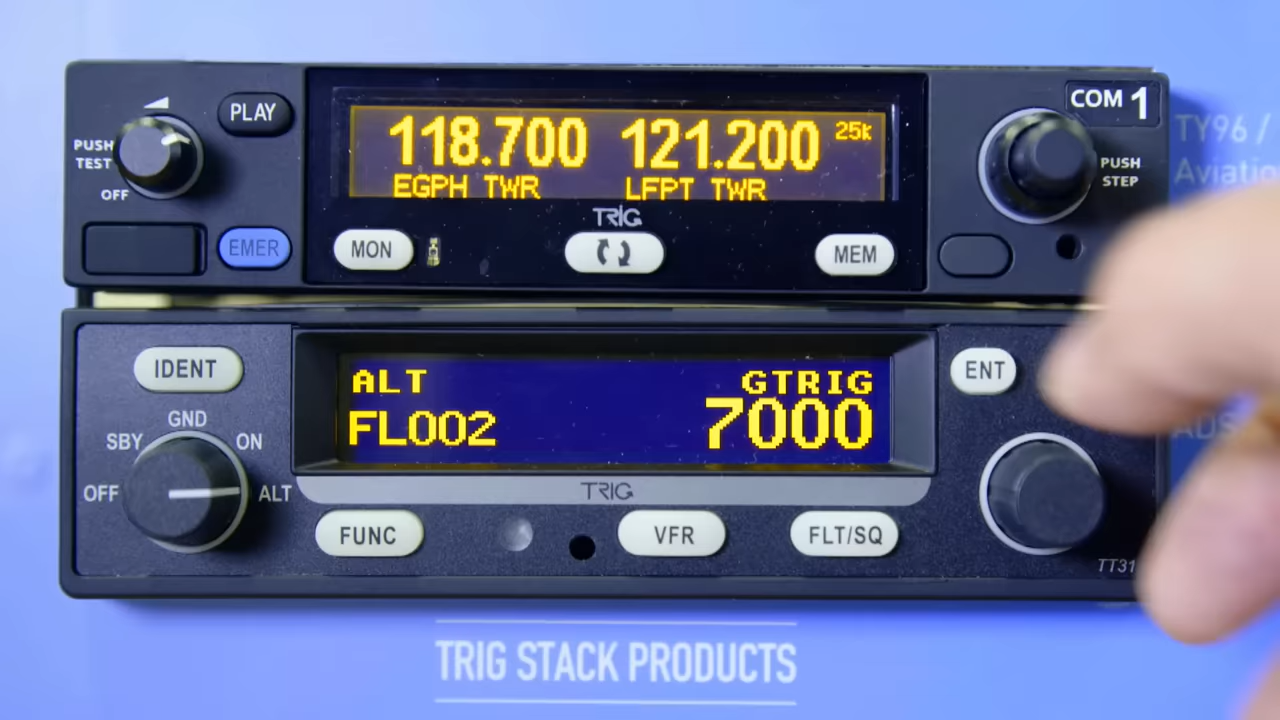 PLAY
COM 1
PUSH
TEST
OFF
118.700 121.200 25k
EGPH TWR LFPT TWR
PUSH
STEP
TRIG
EMER
MON
MEM
TY96 /
Aviatio
IDENT
GND
SBY
ON
OFF
ALT
ALT GTRIG
FL002 7000
ENT
TRIG
FUNC
VFR
FLT/SQ
TT31
ADS
TRIG STACK PRODUCTS